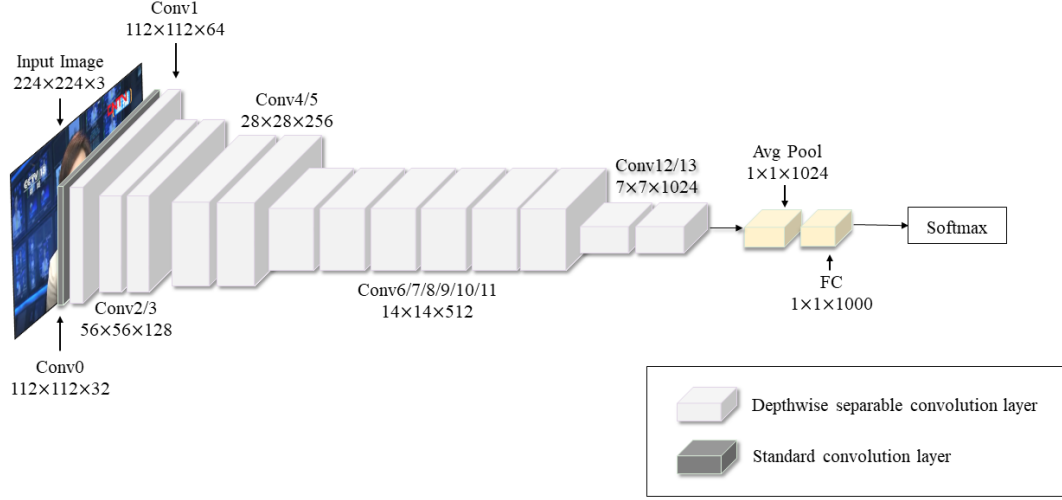 Conv1
112×112×64
Input Image
224×224×3
Conv4/5
28×28×256
Conv12/13
7×7×1024
Avg Pool
1×1×1024
Softmax
FC
1×1×1000
Conv6/7/8/9/10/11
14×14×512
Conv2/3
56×56×128
Conv0
112×112×32
Depthwise separable convolution layer
Standard convolution layer